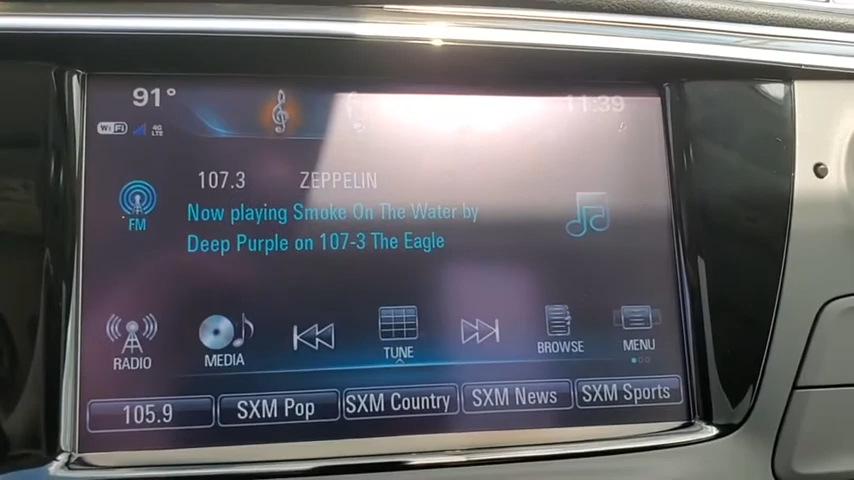 91° 11:39
WiFi 4G LTE
107.3 ZEPPELIN
Now playing Smoke On The Water by
Deep Purple on 107-3 The Eagle
FM
RADIO MEDIA TUNE BROWSE MENU
105.9 SXM Pop SXM Country SXM News SXM Sports